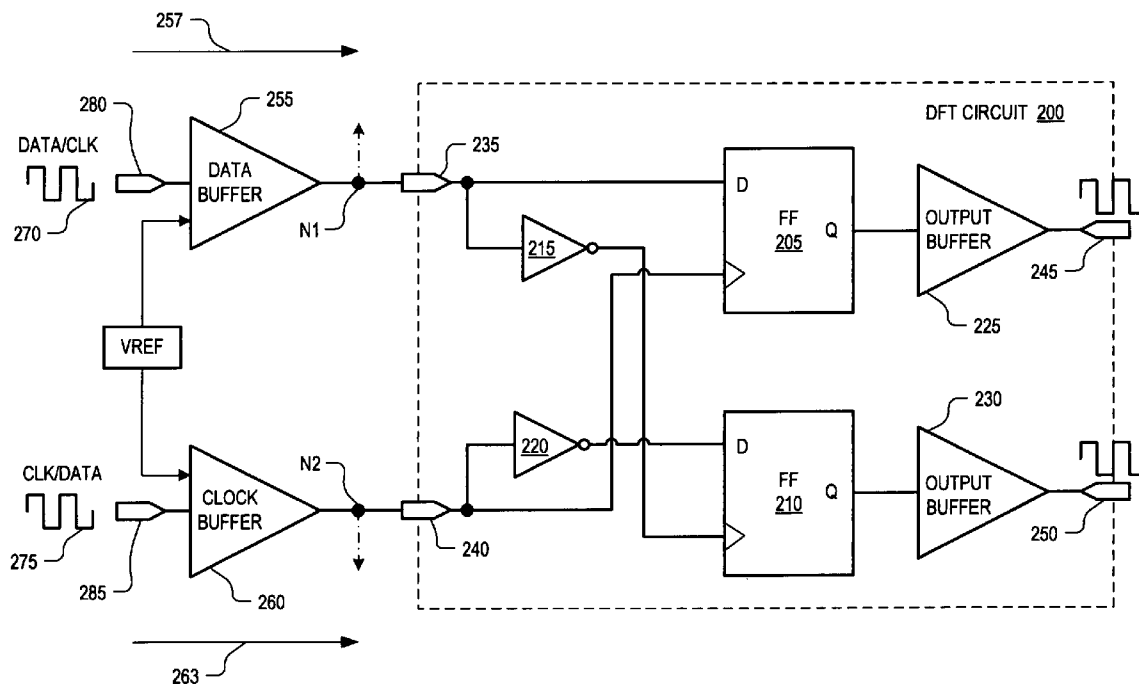 257
280
255
DATA/CLK
DATA
BUFFER
270
N1
235
DFT CIRCUIT 200
D
FF
205
Q
OUTPUT
BUFFER
245
225
215
VREF
220
230
CLK/DATA
N2
CLOCK
BUFFER
275
285
260
240
D
FF
210
Q
OUTPUT
BUFFER
250
263